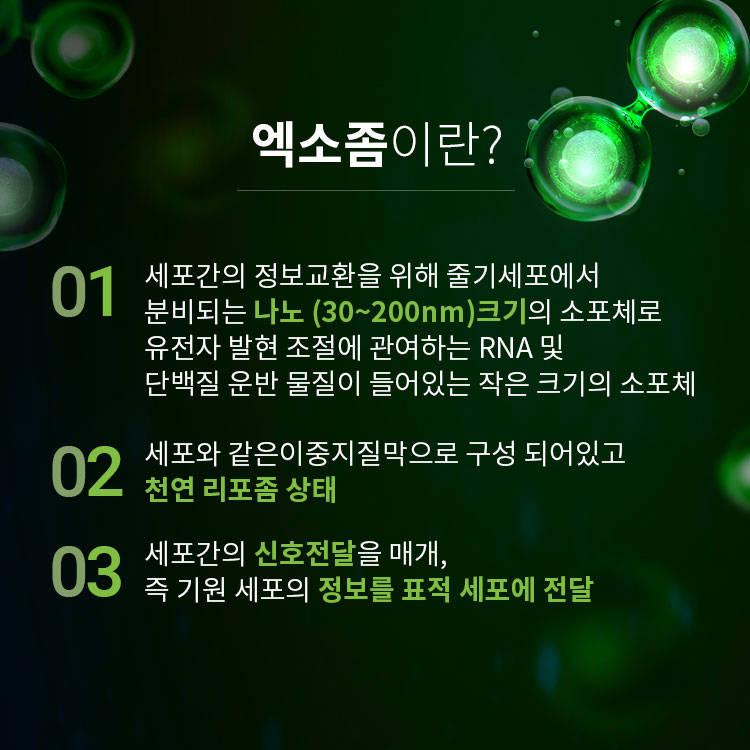 엑소좀이란?
01
세포간의 정보교환을 위해 줄기세포에서
분비되는 나노 (30~200nm)크기의 소포체로
유전자 발현 조절에 관여하는 RNA 및
단백질 운반 물질이 들어있는 작은 크기의 소포체
02
세포와 같은이중지질막으로 구성 되어있고
천연 리포좀 상태
03
세포간의 신호전달을 매개,
즉 기원 세포의 정보를 표적 세포에 전달